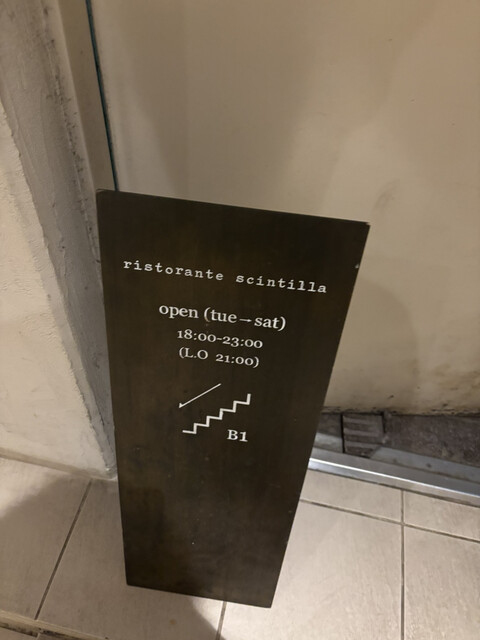 ristorante scintilla
open (tue→sat)
18:00-23:00
(L.O 21:00)
B1